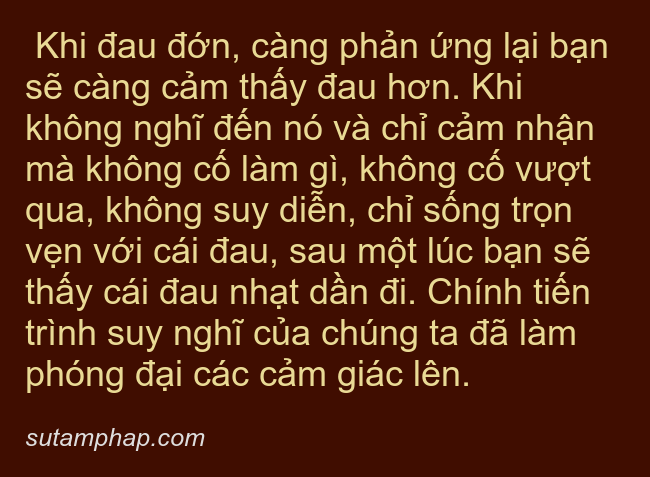 Khi đau đớn, càng phản ứng lại bạn
sẽ càng cảm thấy đau hơn. Khi
không nghĩ đến nó và chỉ cảm nhận
mà không cố làm gì, không cố vượt
qua, không suy diễn, chỉ sống trọn
vẹn với cái đau, sau một lúc bạn sẽ
thấy cái đau nhạt dần đi. Chính tiến
trình suy nghĩ của chúng ta đã làm
phóng đại các cảm giác lên.
sutamphap.com